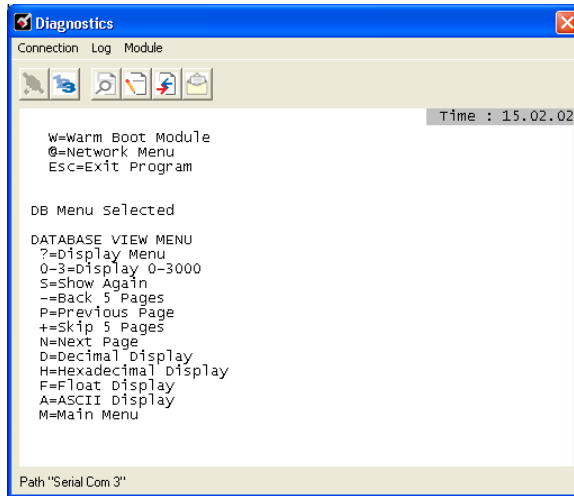 Diagnostics
Connection Log Module
Time : 15.02.02
W=Warm Boot Module
@=Network Menu
Esc=Exit Program
DB Menu Selected
DATABASE VIEW MENU
?=Display Menu
0-3=Display 0-3000
S=Show Again
-=Back 5 Pages
P=Previous Page
+=Skip 5 Pages
N=Next Page
D=Decimal Display
H=Hexadecimal Display
F=Float Display
A=ASCII Display
M=Main Menu
Path "Serial Com 3"